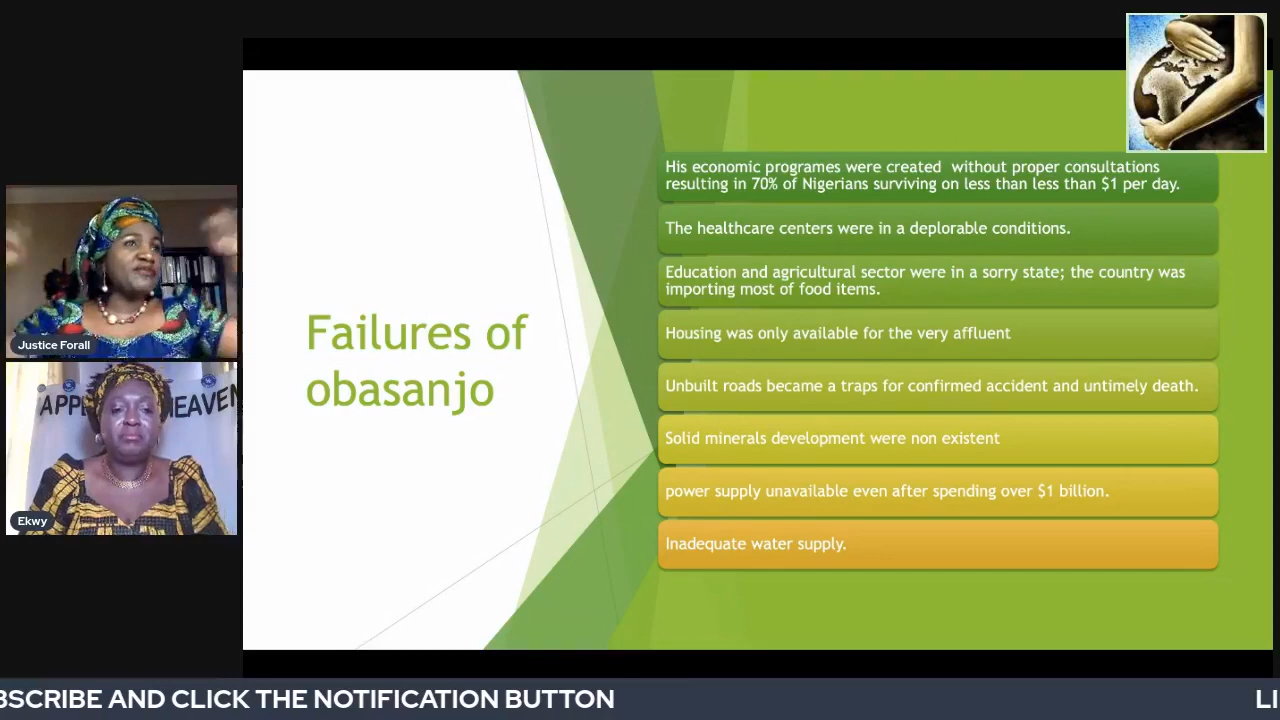 His economic programes were created without proper consultations
resulting in 70% of Nigerians surviving on less than less than $1 per day.
The healthcare centers were in a deplorable conditions.
Education and agricultural sector were in a sorry state; the country was
importing most of food items.
Housing was only available for the very affluent
Unbuilt roads became a traps for confirmed accident and untimely death.
Solid minerals development were non existent
power supply unavailable even after spending over $1 billion.
Inadequate water supply.
Failures of
obasanjo
Justice Forall
APP HEAVEN
Ekwy
BSCRIBE AND CLICK THE NOTIFICATION BUTTON
LI